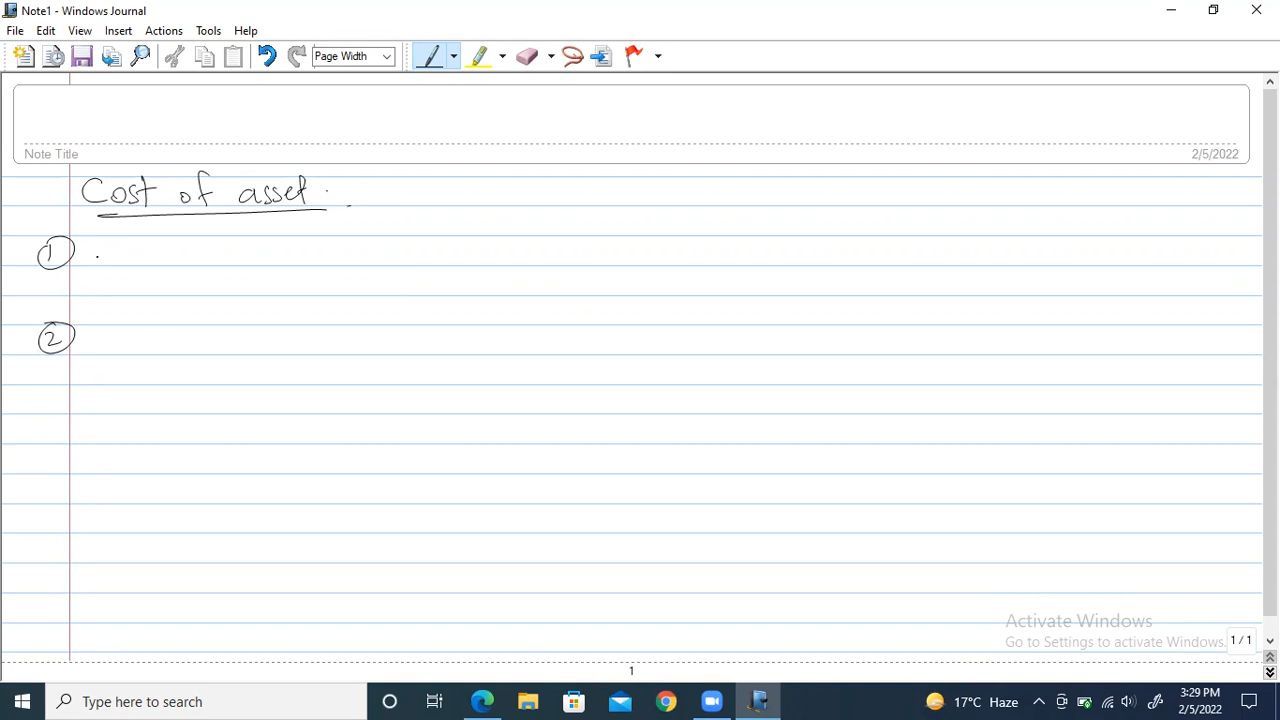 Note1 - Windows Journal
File Edit View Insert Actions Tools Help
Page Width
Note Title 2/5/2022
Cost of asset.
1
2
Activate Windows
Go to Settings to activate Windows.
1 / 1
1
Type here to search
17°C Haze
3:29 PM
2/5/2022